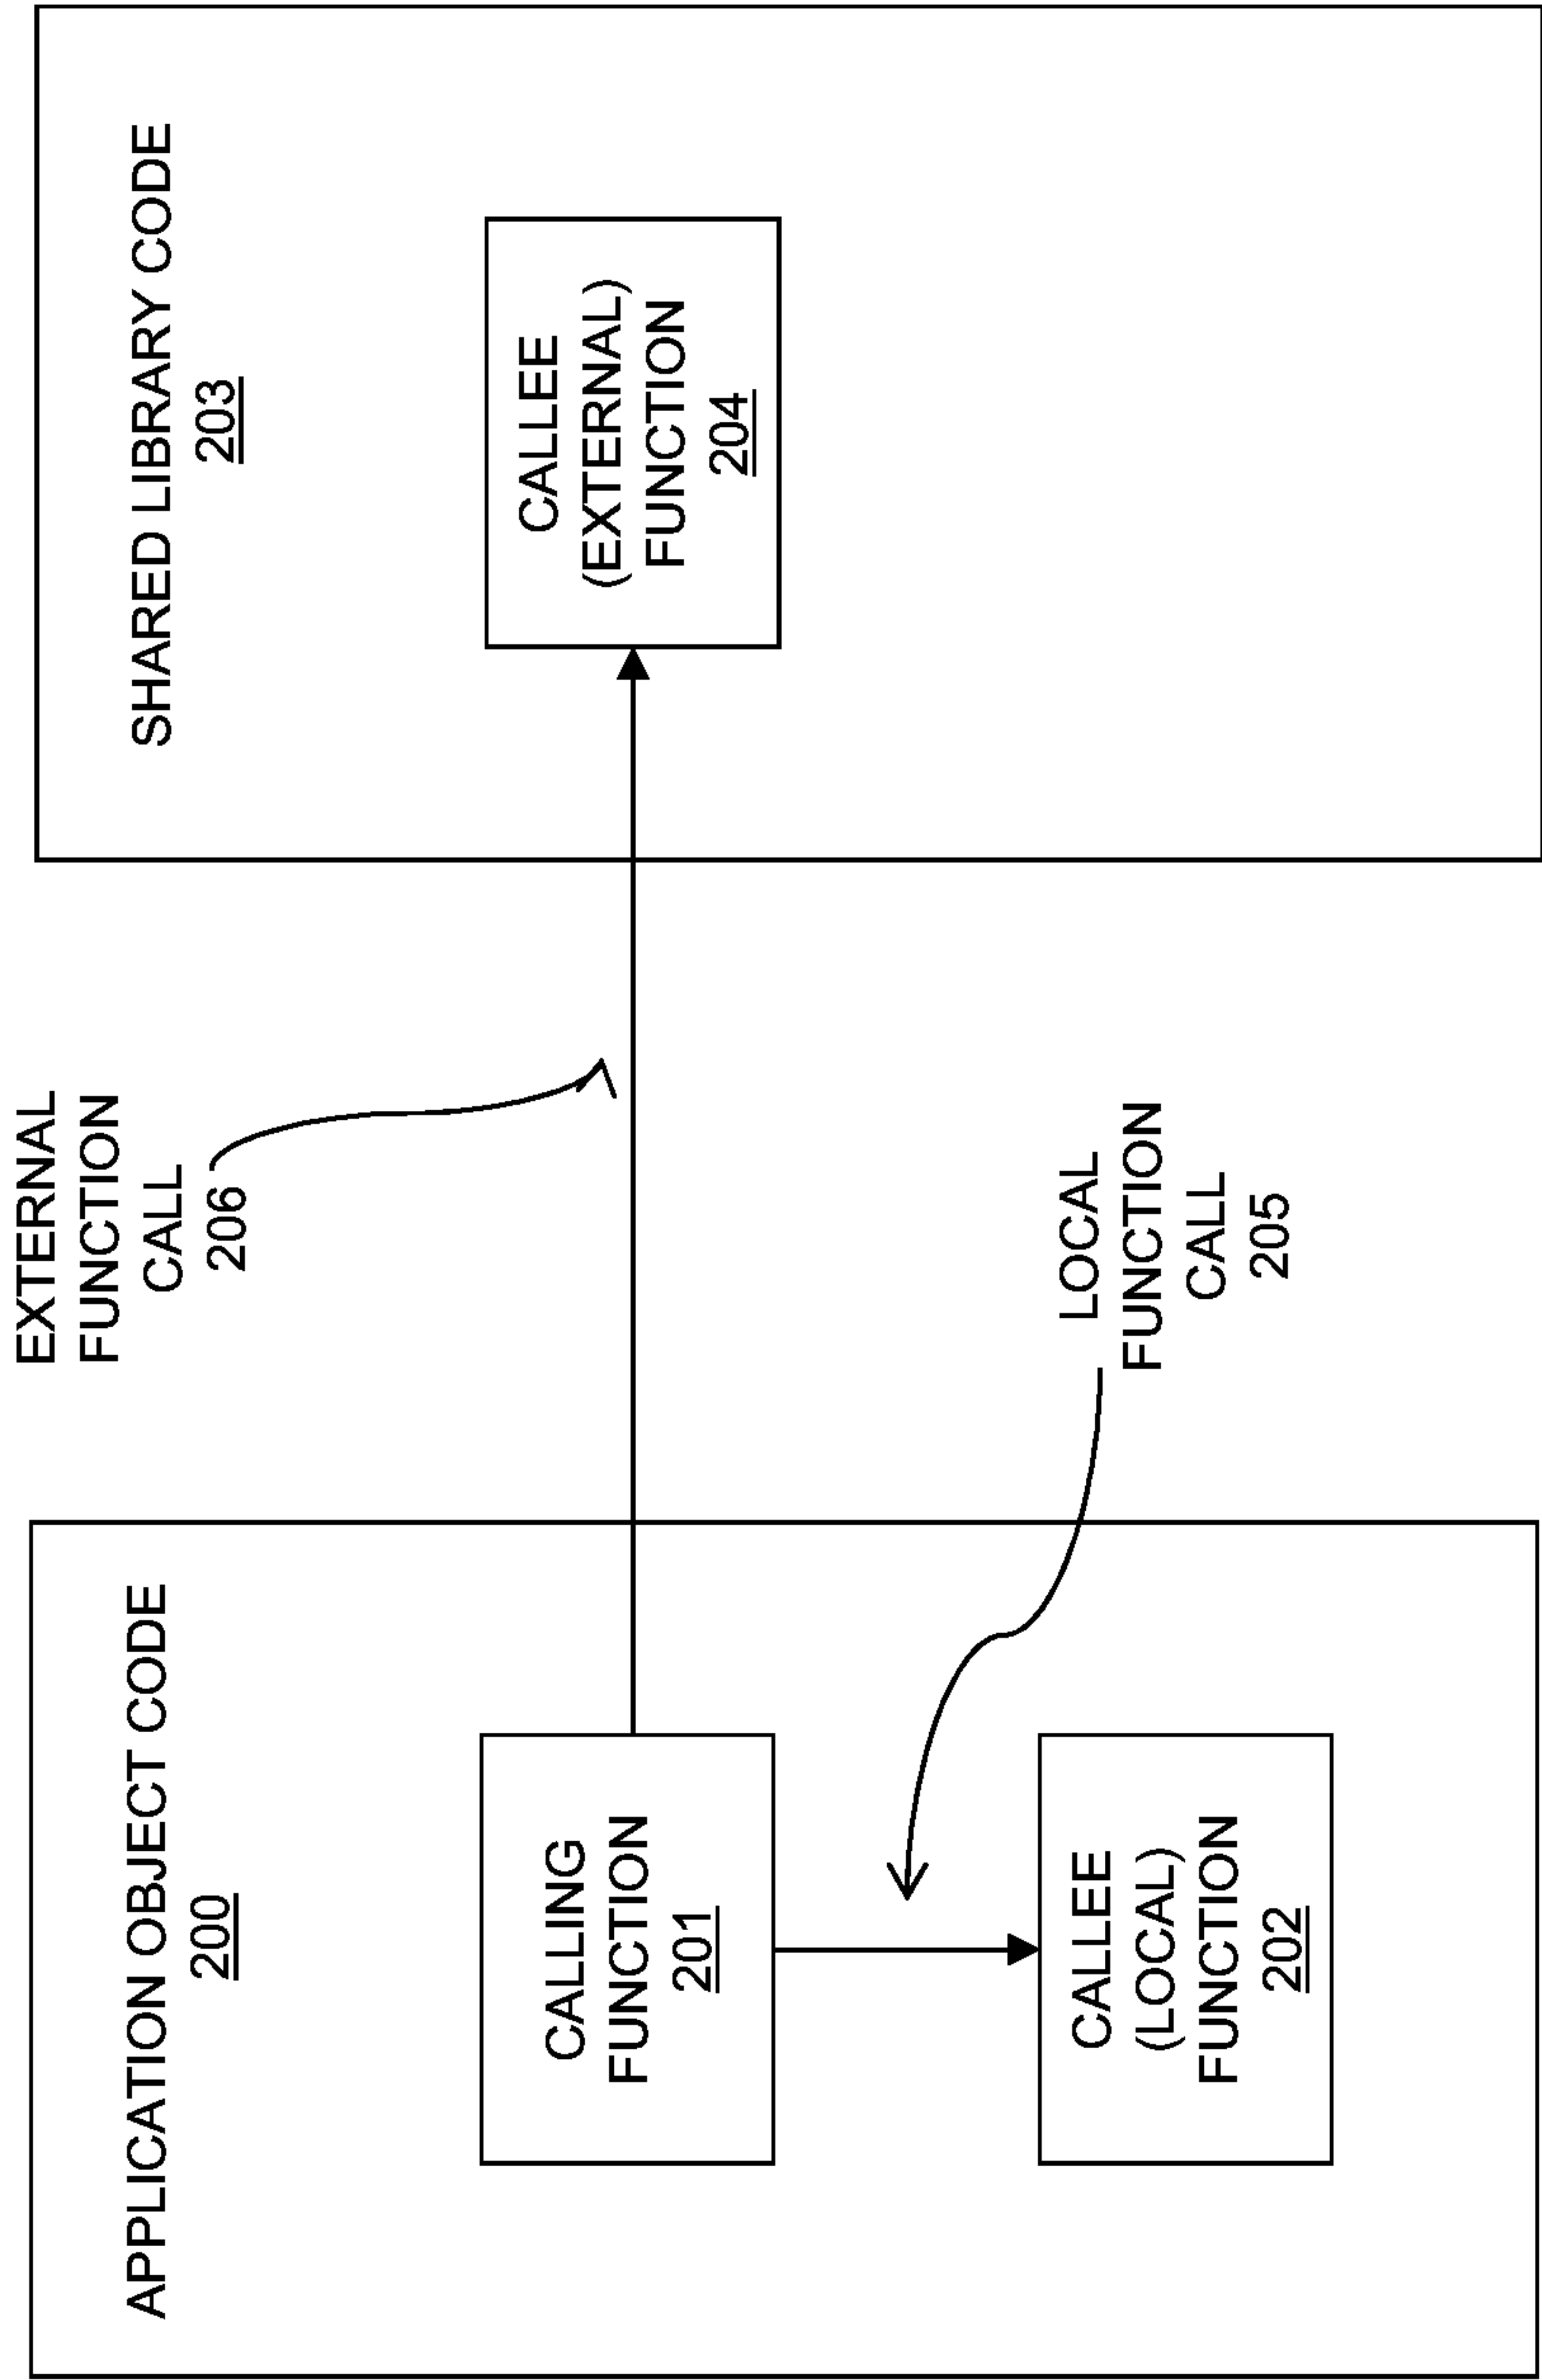 APPLICATION OBJECT CODE
200
CALLING
FUNCTION
201
CALLEE
(LOCAL)
FUNCTION
202
EXTERNAL
FUNCTION
CALL
206
LOCAL
FUNCTION
CALL
205
SHARED LIBRARY CODE
203
CALLEE
(EXTERNAL)
FUNCTION
204